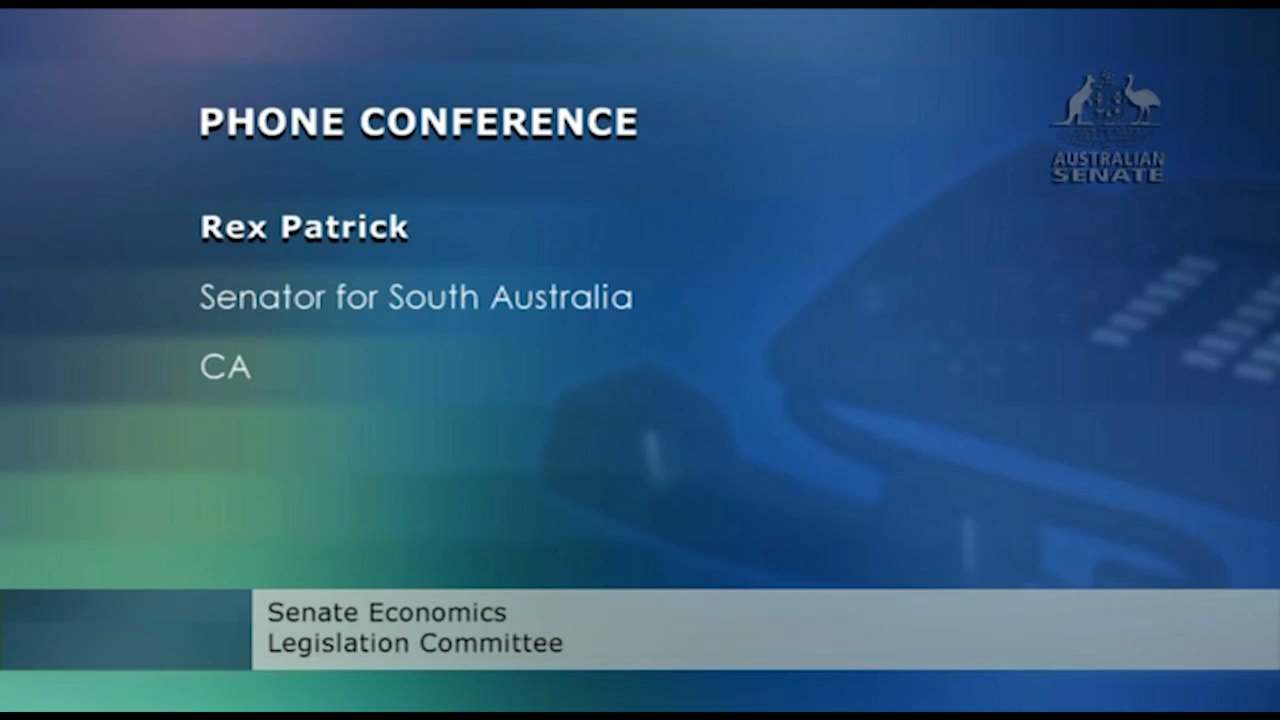 PHONE CONFERENCE
AUSTRALIAN
SENATE
Rex Patrick
Senator for South Australia
CA
Senate Economics
Legislation Committee